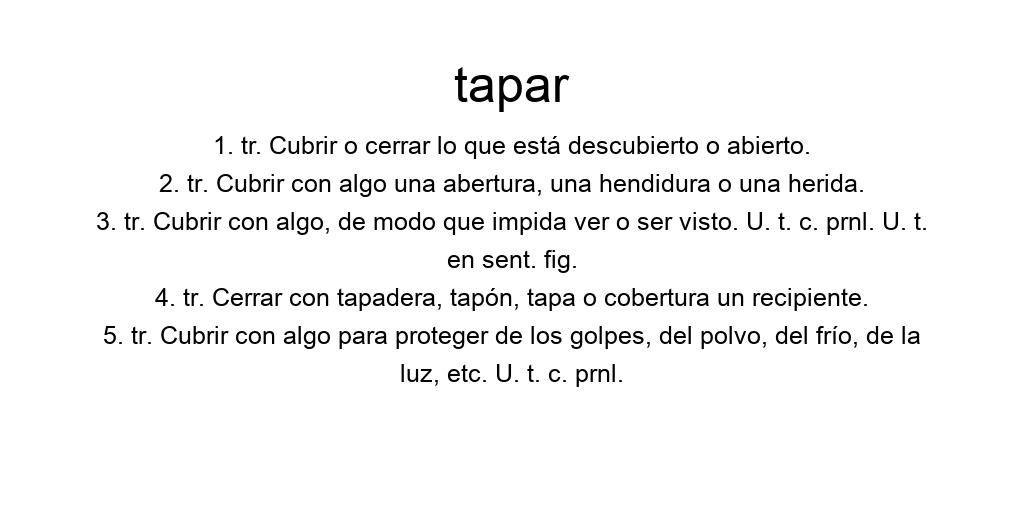 tapar
1. tr. Cubrir o cerrar lo que está descubierto o abierto.
2. tr. Cubrir con algo una abertura, una hendidura o una herida.
3. tr. Cubrir con algo, de modo que impida ver o ser visto. U. t. c. prnl. U. t.
en sent. fig.
4. tr. Cerrar con tapadera, tapón, tapa o cobertura un recipiente.
5. tr. Cubrir con algo para proteger de los golpes, del polvo, del frío, de la
luz, etc. U. t. c. prnl.